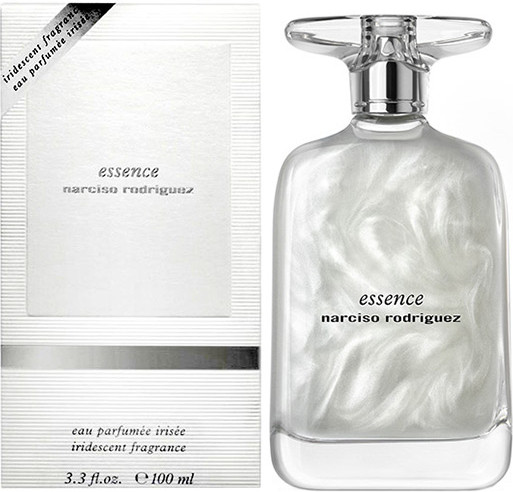 iridescent fragrance
eau parfumée irisée
essence
narciso rodriguez
eau parfumée irisée
iridescent fragrance
3.3 fl.oz. ℮ 100 ml
essence
narciso rodriguez